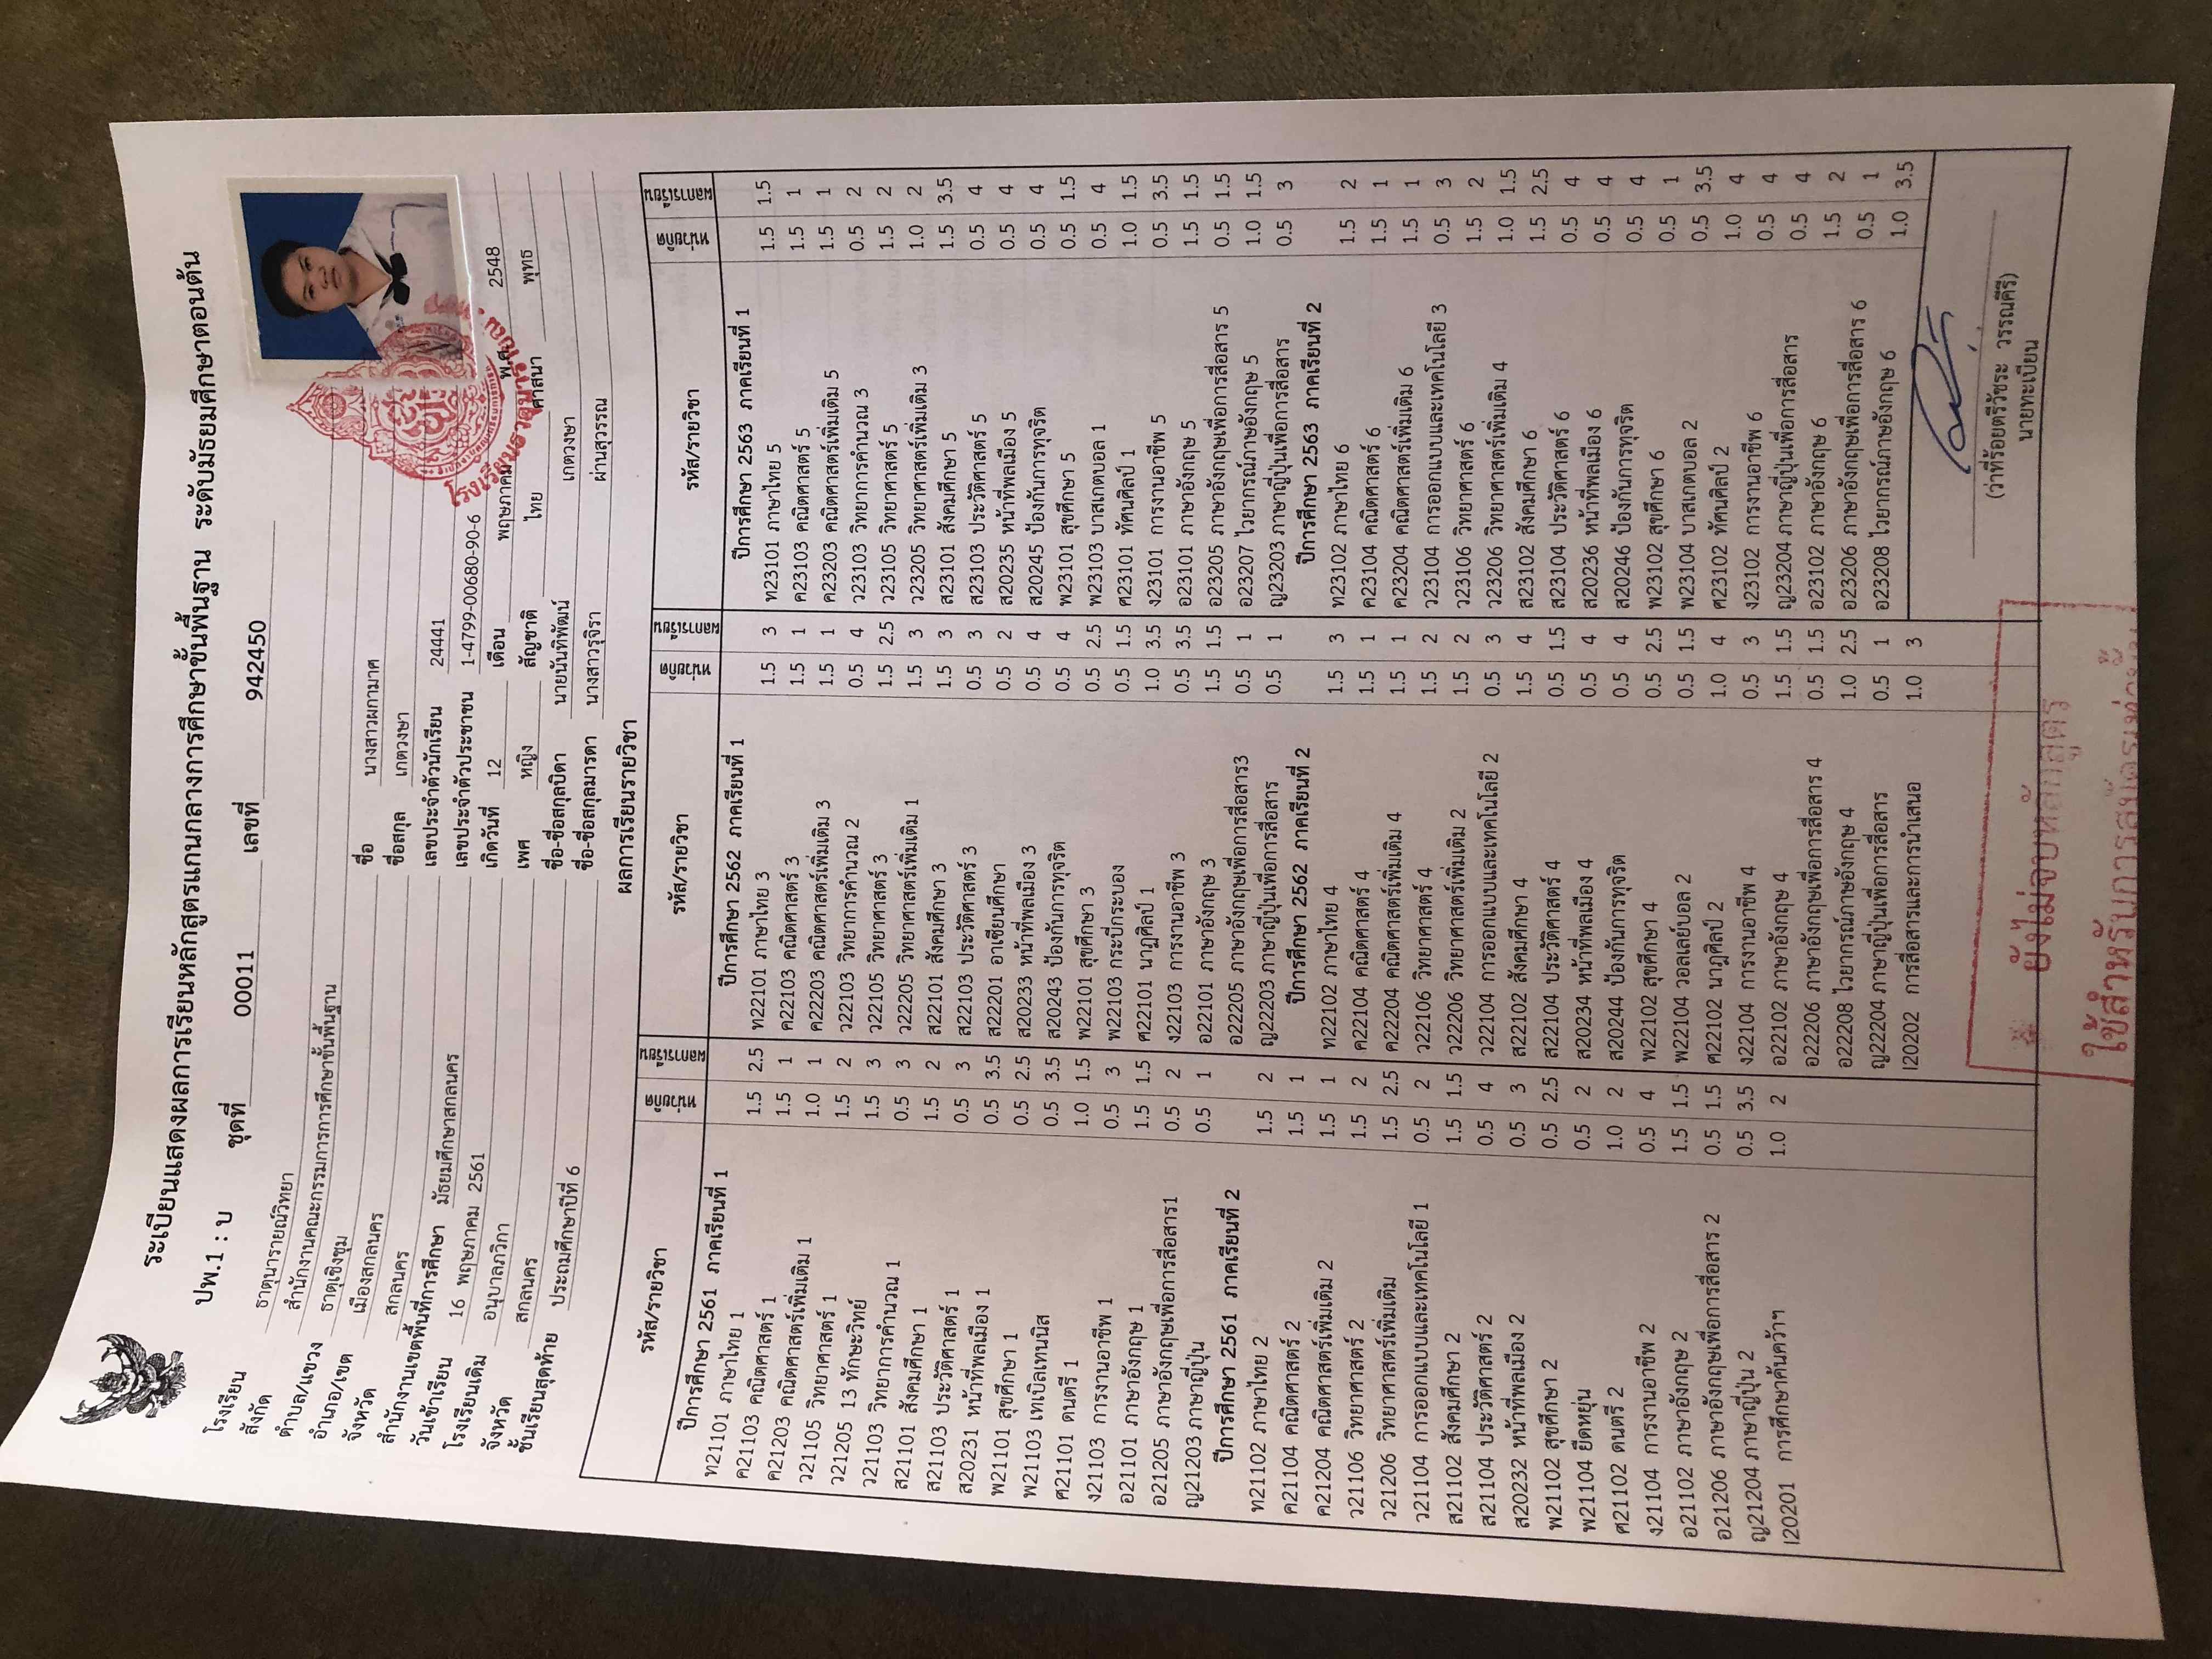 ระเบียนแสดงผลการเรียนหลักสูตรแกนกลางการศึกษาขั้นพื้นฐาน ระดับมัธยมศึกษาตอนต้น
ปพ.1 : บ ชุดที่ 00011 เลขที่ 942450
โรงเรียน ธาตุนารายณ์วิทยา
สังกัด สำนักงานคณะกรรมการการศึกษาขั้นพื้นฐาน
ตำบล/แขวง ธาตุเชิงชุม
อำเภอ/เขต เมืองสกลนคร
จังหวัด สกลนคร
สำนักงานเขตพื้นที่การศึกษา มัธยมศึกษาสกลนคร
วันเข้าเรียน 16 พฤษภาคม 2561
โรงเรียนเดิม อนุบาลภวิกา
จังหวัด สกลนคร
ชั้นเรียนสุดท้าย ประถมศึกษาปีที่ 6
ชื่อ นางสาวผกามาศ
ชื่อสกุล เกตวงษา
เลขประจำตัวนักเรียน 24441
เลขประจำตัวประชาชน 1-4799-00680-90-6
เกิดวันที่ 12 เดือน พฤษภาคม พ.ศ. 2548
เพศ หญิง สัญชาติ ไทย ศาสนา พุทธ
ชื่อ-ชื่อสกุลบิดา นายนันทิพัฒน์ เกตวงษา
ชื่อ-ชื่อสกุลมารดา นางสาวรุจิรา ผ่านสุวรรณ
ผลการเรียนรายวิชา
รหัส/รายวิชา หน่วยกิต ผลการเรียน
ปีการศึกษา 2561 ภาคเรียนที่ 1
ท21101 ภาษาไทย 1 1.5 2.5
ค21103 คณิตศาสตร์ 1 1.5 1
ค21203 คณิตศาสตร์เพิ่มเติม 1 1.0 1
ว21105 วิทยาศาสตร์ 1 1.5 2
ว21205 13 ทักษะวิทย์ 1.5 3
ว21103 วิทยาการคำนวณ 1 0.5 3
ส21101 สังคมศึกษา 1 1.5 2
ส21103 ประวัติศาสตร์ 1 0.5 3
ส20231 หน้าที่พลเมือง 1 0.5 3.5
พ21101 สุขศึกษา 1 0.5 2.5
พ21103 เทเบิลเทนนิส 0.5 3.5
ศ21101 ดนตรี 1 1.0 1.5
ง21103 การงานอาชีพ 1 0.5 3
อ21101 ภาษาอังกฤษ 1 1.5 1.5
อ21205 ภาษาอังกฤษเพื่อการสื่อสาร1 0.5 2
ญ21203 ภาษาญี่ปุ่น 0.5 1
ปีการศึกษา 2561 ภาคเรียนที่ 2
ท21102 ภาษาไทย 2 1.5 2
ค21104 คณิตศาสตร์ 2 1.5 1
ค21204 คณิตศาสตร์เพิ่มเติม 2 1.5 1
ว21106 วิทยาศาสตร์ 2 1.5 2
ว21206 วิทยาศาสตร์เพิ่มเติม 1.5 2.5
ว21104 การออกแบบและเทคโนโลยี 1 0.5 2
ส21102 สังคมศึกษา 2 1.5 1.5
ส21104 ประวัติศาสตร์ 2 0.5 4
ส20232 หน้าที่พลเมือง 2 0.5 3
พ21102 สุขศึกษา 2 0.5 2.5
พ21104 ยืดหยุ่น 0.5 2
ศ21102 ดนตรี 2 1.0 2
ง21104 การงานอาชีพ 2 0.5 4
อ21102 ภาษาอังกฤษ 2 1.5 1.5
อ21206 ภาษาอังกฤษเพื่อการสื่อสาร 2 0.5 1.5
ญ21204 ภาษาญี่ปุ่น 2 0.5 3.5
I20201 การศึกษาค้นคว้าฯ 1.0 2
รหัส/รายวิชา หน่วยกิต ผลการเรียน
ปีการศึกษา 2562 ภาคเรียนที่ 1
ท22101 ภาษาไทย 3 1.5 3
ค22103 คณิตศาสตร์ 3 1.5 1
ค22203 คณิตศาสตร์เพิ่มเติม 3 1.5 1
ว22103 วิทยาการคำนวณ 2 0.5 4
ว22105 วิทยาศาสตร์ 3 1.5 2.5
ว22205 วิทยาศาสตร์เพิ่มเติม 1 1.5 3
ส22101 สังคมศึกษา 3 1.5 3
ส22103 ประวัติศาสตร์ 3 0.5 3
ส22201 อาเซียนศึกษา 0.5 2
ส20233 หน้าที่พลเมือง 3 0.5 4
ส20243 ป้องกันการทุจริต 0.5 4
พ22101 สุขศึกษา 3 0.5 2.5
พ22103 กระบี่กระบอง 0.5 1.5
ศ22101 นาฏศิลป์ 1 1.0 3.5
ง22103 การงานอาชีพ 3 0.5 3.5
อ22101 ภาษาอังกฤษ 3 1.5 1.5
อ22205 ภาษาอังกฤษเพื่อการสื่อสาร3 0.5 1
ญ22203 ภาษาญี่ปุ่นเพื่อการสื่อสาร 0.5 1
ปีการศึกษา 2562 ภาคเรียนที่ 2
ท22102 ภาษาไทย 4 1.5 3
ค22104 คณิตศาสตร์ 4 1.5 1
ค22204 คณิตศาสตร์เพิ่มเติม 4 1.5 1
ว22106 วิทยาศาสตร์ 4 1.5 2
ว22206 วิทยาศาสตร์เพิ่มเติม 2 1.5 2
ว22104 การออกแบบและเทคโนโลยี 2 0.5 3
ส22102 สังคมศึกษา 4 1.5 4
ส22104 ประวัติศาสตร์ 4 0.5 1.5
ส20234 หน้าที่พลเมือง 4 0.5 4
ส20244 ป้องกันการทุจริต 0.5 4
พ22102 สุขศึกษา 4 0.5 2.5
พ22104 วอลเลย์บอล 2 0.5 1.5
ศ22102 นาฏศิลป์ 2 1.0 4
ง22104 การงานอาชีพ 4 0.5 3
อ22102 ภาษาอังกฤษ 4 1.5 1.5
อ22206 ภาษาอังกฤษเพื่อการสื่อสาร 4 0.5 1.5
อ22208 ไวยากรณ์ภาษาอังกฤษ 4 1.0 2.5
ญ22204 ภาษาญี่ปุ่นเพื่อการสื่อสาร 0.5 1
I20202 การสื่อสารและการนำเสนอ 1.0 3
รหัส/รายวิชา หน่วยกิต ผลการเรียน
ปีการศึกษา 2563 ภาคเรียนที่ 1
ท23101 ภาษาไทย 5 1.5 1.5
ค23103 คณิตศาสตร์ 5 1.5 1
ค23203 คณิตศาสตร์เพิ่มเติม 5 1.5 1
ว23103 วิทยาการคำนวณ 3 0.5 2
ว23105 วิทยาศาสตร์ 5 1.5 2
ว23205 วิทยาศาสตร์เพิ่มเติม 3 1.0 2
ส23101 สังคมศึกษา 5 1.5 3.5
ส23103 ประวัติศาสตร์ 5 0.5 4
ส20235 หน้าที่พลเมือง 5 0.5 4
ส20245 ป้องกันการทุจริต 0.5 4
พ23101 สุขศึกษา 5 0.5 1.5
พ23103 บาสเกตบอล 1 0.5 4
ศ23101 ทัศนศิลป์ 1 1.0 1.5
ง23101 การงานอาชีพ 5 0.5 3.5
อ23101 ภาษาอังกฤษ 5 1.5 1.5
อ23205 ภาษาอังกฤษเพื่อการสื่อสาร 5 0.5 1.5
อ23207 ไวยากรณ์ภาษอังกฤษ 5 1.0 1.5
ญ23203 ภาษาญี่ปุ่นเพื่อการสื่อสาร 0.5 3
ปีการศึกษา 2563 ภาคเรียนที่ 2
ท23102 ภาษาไทย 6 1.5 2
ค23104 คณิตศาสตร์ 6 1.5 1
ค23204 คณิตศาสตร์เพิ่มเติม 6 1.5 1
ว23104 การออกแบบและเทคโนโลยี 3 0.5 3
ว23106 วิทยาศาสตร์ 6 1.5 2
ว23206 วิทยาศาสตร์เพิ่มเติม 4 1.0 1.5
ส23102 สังคมศึกษา 6 1.5 2.5
ส23104 ประวัติศาสตร์ 6 0.5 4
ส20236 หน้าที่พลเมือง 6 0.5 4
ส20246 ป้องกันการทุจริต 0.5 4
พ23102 สุขศึกษา 6 0.5 1
พ23104 บาสเกตบอล 2 0.5 3.5
ศ23102 ทัศนศิลป์ 2 1.0 4
ง23102 การงานอาชีพ 6 0.5 4
ญ23204 ภาษาญี่ปุ่นเพื่อการสื่อสาร 0.5 4
อ23102 ภาษาอังกฤษ 6 1.5 2
อ23206 ภาษาอังกฤษเพื่อการสื่อสาร 6 0.5 1
อ23208 ไวยากรณ์ภาษอังกฤษ 6 1.0 3.5
(ว่าที่ร้อยตรีวัชระ วรรณคีรี)
นายทะเบียน
ยังไม่จบหลักสูตร
ใช้สำหรับการสมัคร